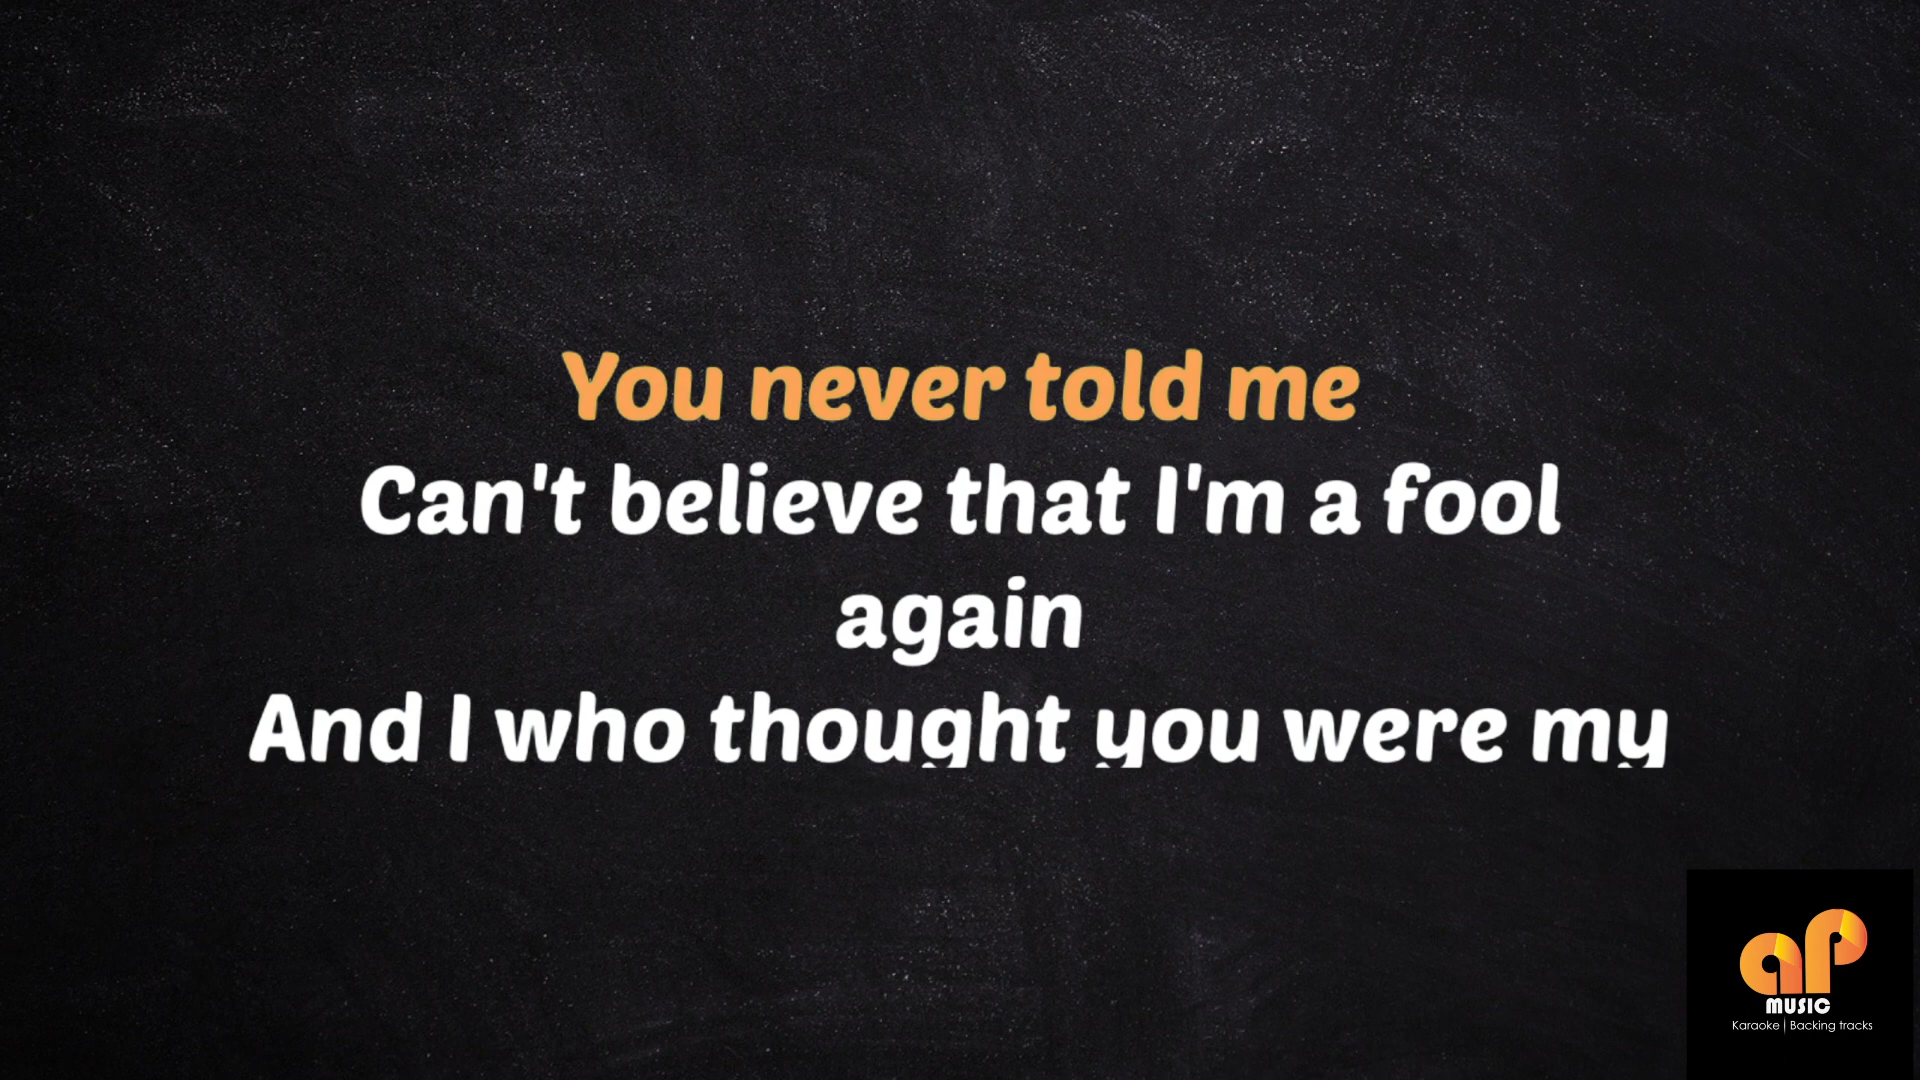 You never told me
Can't believe that I'm a fool
again
And I who thought you were my
aP
MUSIC
Karaoke | Backing tracks